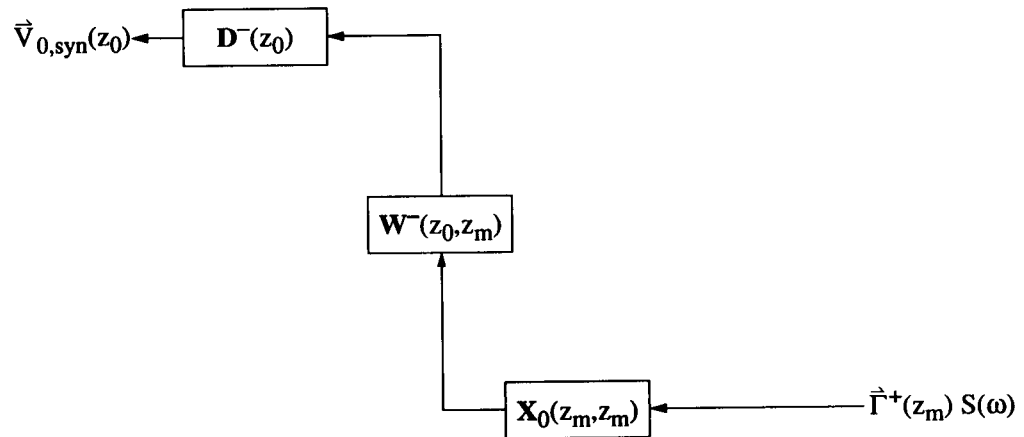 V⃗₀,syn(z₀)
D⁻(z₀)
W⁻(z₀,zₘ)
X₀(zₘ,zₘ)
Γ⃗⁺(zₘ) S(ω)